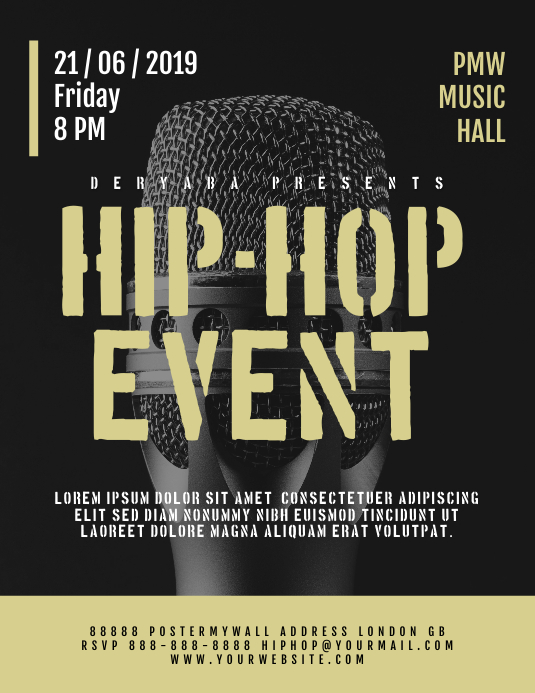 21 / 06 / 2019
Friday
8 PM
PMW
MUSIC
HALL
DERYABA PRESENTS
HIP-HOP
EVENT
LOREM IPSUM DOLOR SIT AMET CONSECTETUER ADIPISCING
ELIT SED DIAM NONUMMY NIBH EUISMOD TINCIDUNT UT
LAOREET DOLORE MAGNA ALIQUAM ERAT VOLUTPAT.
88888 POSTERMYWALL ADDRESS LONDON GB
RSVP 888-888-8888 HIPHOP@YOURMAIL.COM
WWW.YOURWEBSITE.COM